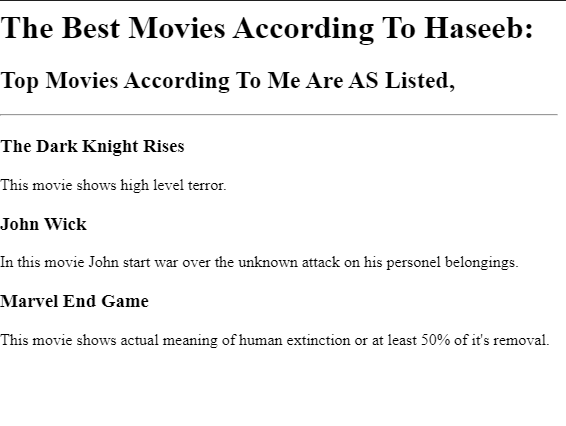 The Best Movies According To Haseeb:
Top Movies According To Me Are AS Listed,
The Dark Knight Rises
This movie shows high level terror.
John Wick
In this movie John start war over the unknown attack on his personel belongings.
Marvel End Game
This movie shows actual meaning of human extinction or at least 50% of it's removal.